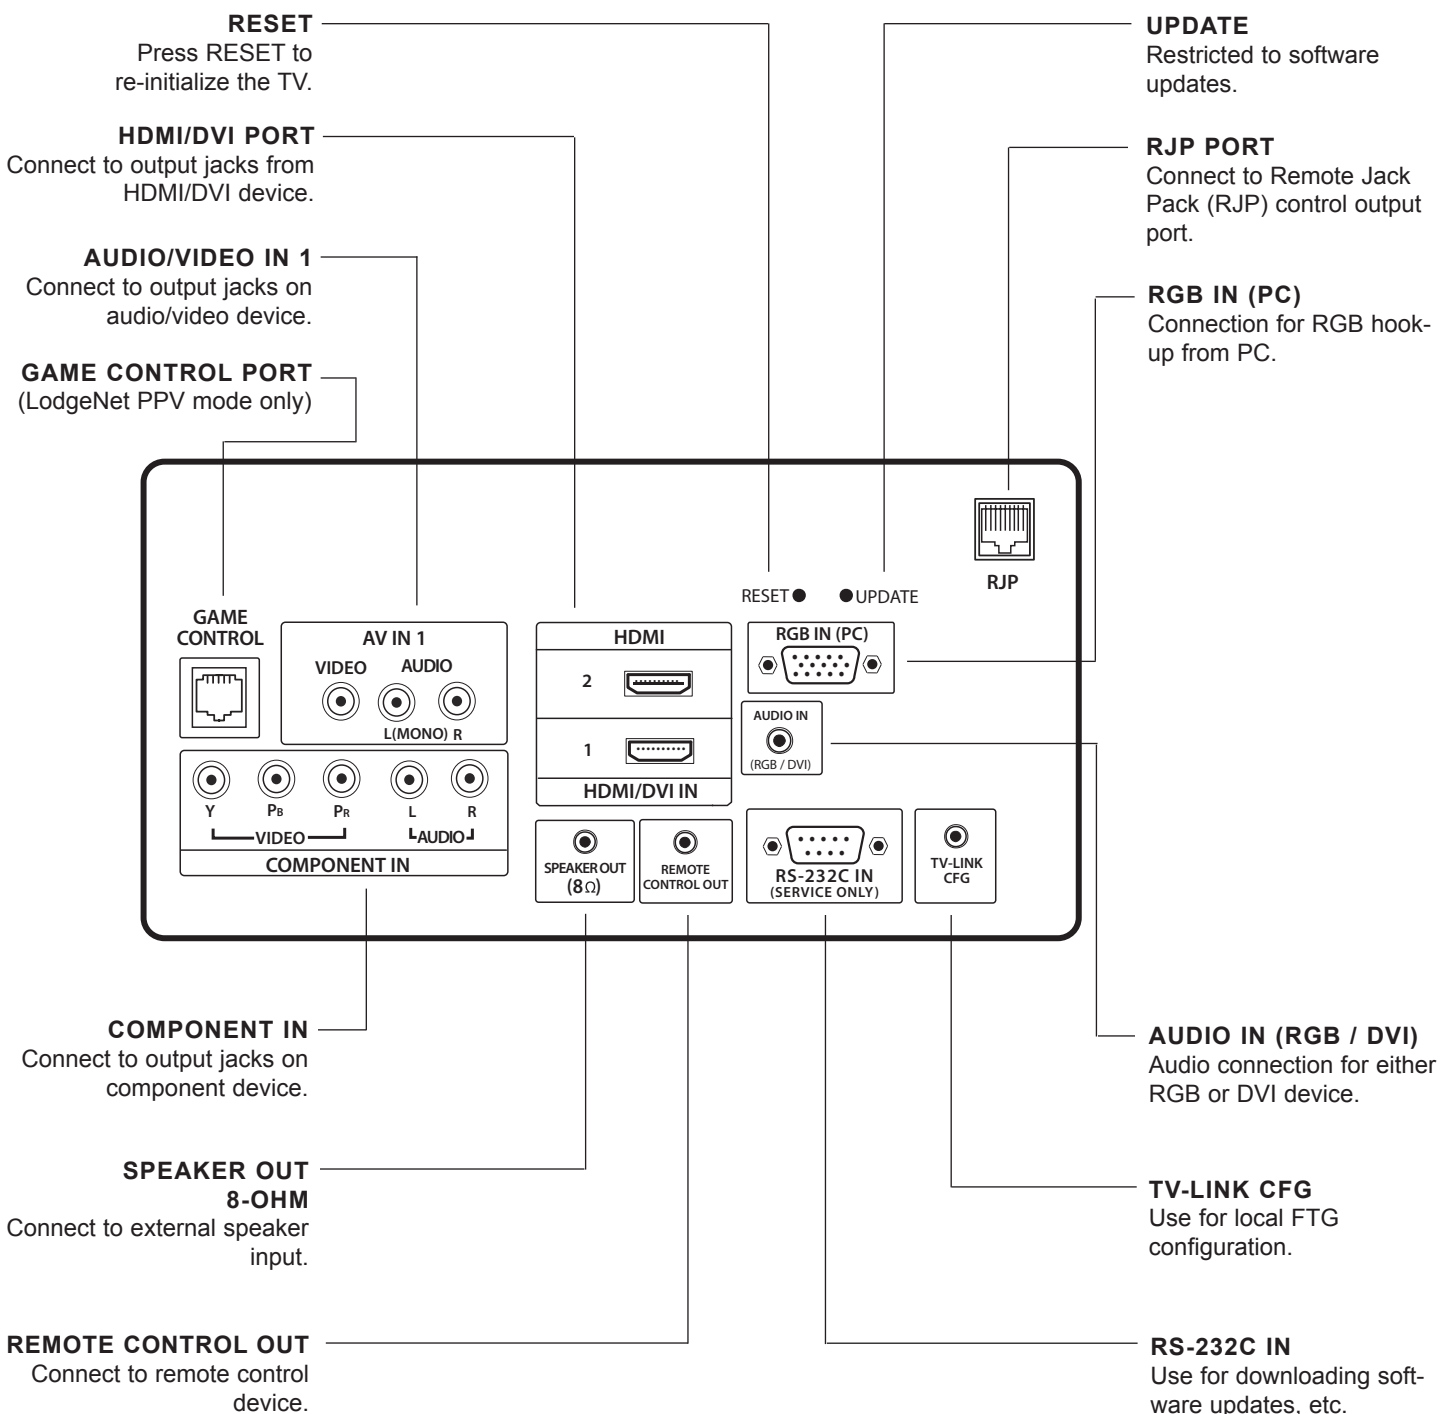 RESET
Press RESET to
re-initialize the TV.
HDMI/DVI PORT
Connect to output jacks from
HDMI/DVI device.
AUDIO/VIDEO IN 1
Connect to output jacks on
audio/video device.
GAME CONTROL PORT
(LodgeNet PPV mode only)
UPDATE
Restricted to software
updates.
RJP PORT
Connect to Remote Jack
Pack (RJP) control output
port.
RGB IN (PC)
Connection for RGB hook-
up from PC.
RJP
RESET
UPDATE
GAME
CONTROL
AV IN 1
VIDEO
AUDIO
L(MONO) R
HDMI
2
1
HDMI/DVI IN
RGB IN (PC)
AUDIO IN
(RGB / DVI)
Y
PB
PR
L
R
VIDEO
AUDIO
COMPONENT IN
SPEAKER OUT
(8Ω)
REMOTE
CONTROL OUT
RS-232C IN
(SERVICE ONLY)
TV-LINK
CFG
COMPONENT IN
Connect to output jacks on
component device.
SPEAKER OUT
8-OHM
Connect to external speaker
input.
REMOTE CONTROL OUT
Connect to remote control
device.
AUDIO IN (RGB / DVI)
Audio connection for either
RGB or DVI device.
TV-LINK CFG
Use for local FTG
configuration.
RS-232C IN
Use for downloading soft-
ware updates, etc.